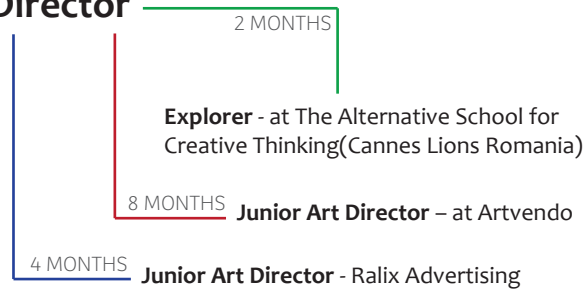 Director
2 MONTHS
Explorer - at The Alternative School for
Creative Thinking(Cannes Lions Romania)
8 MONTHS
Junior Art Director – at Artvendo
4 MONTHS
Junior Art Director - Ralix Advertising